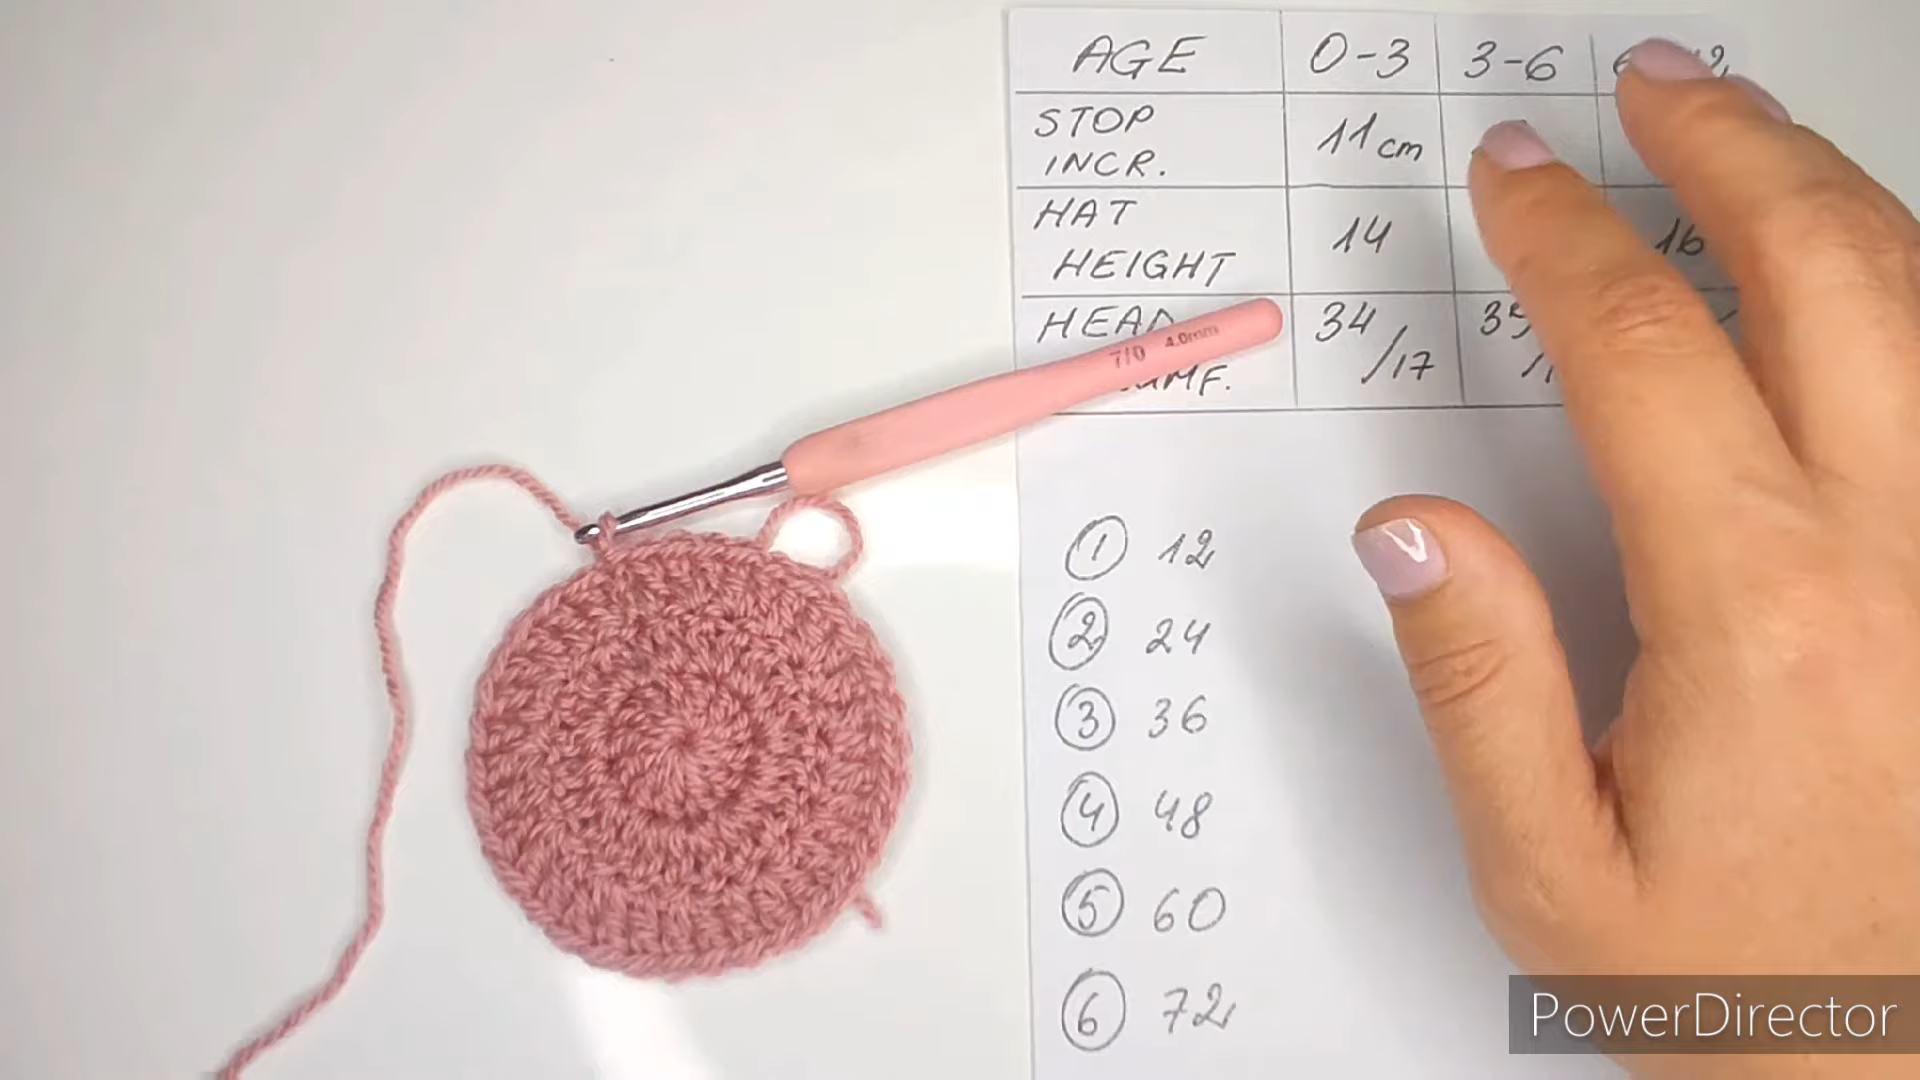 AGE 0-3 3-6
STOP
INCR. 11 cm
HAT
HEIGHT 14 16
34
/17
7/0 4.0mm
① 12
② 24
③ 36
④ 48
⑤ 60
⑥ 72
PowerDirector